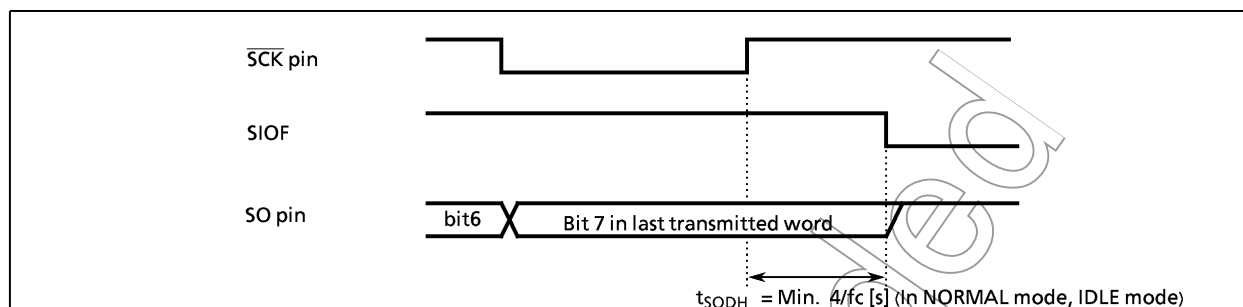 SCK pin
SIOF
SO pin
bit6
Bit 7 in last transmitted word
tSODH = Min. 4/fc [s] (In NORMAL mode, IDLE mode)
ded